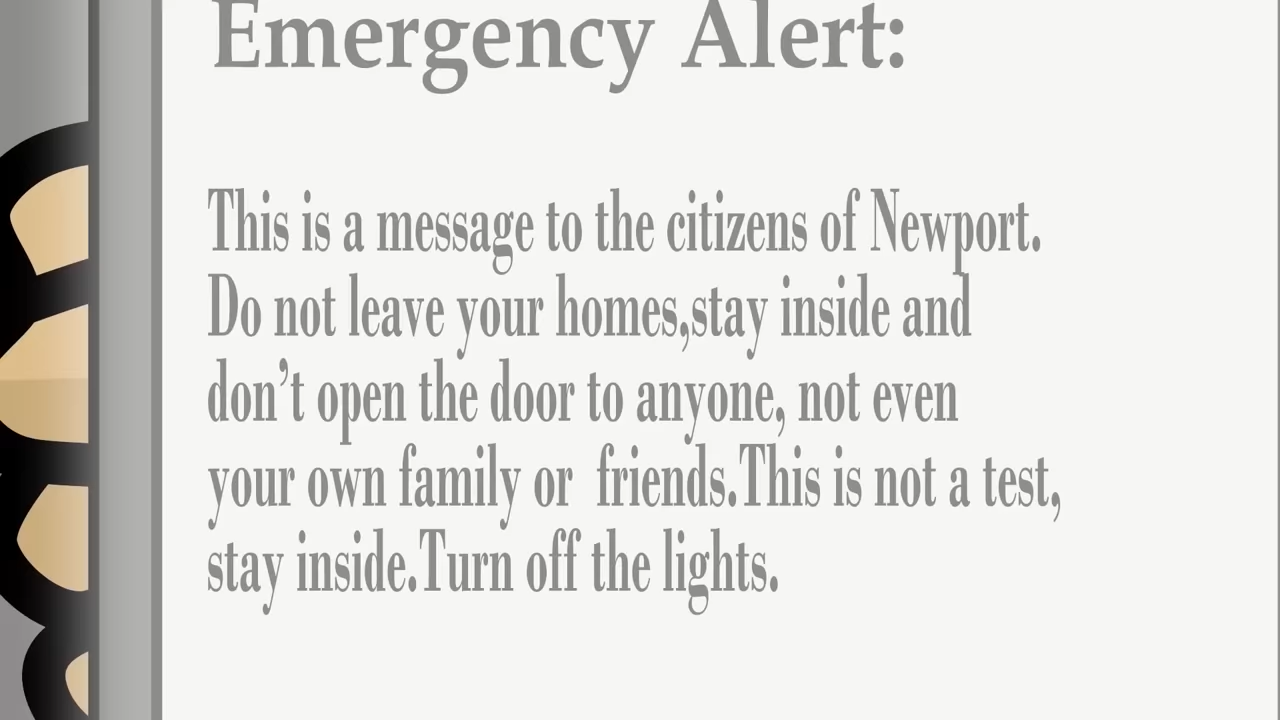 Emergency Alert:
This is a message to the citizens of Newport.
Do not leave your homes,stay inside and
don’t open the door to anyone, not even
your own family or  friends.This is not a test,
stay inside.Turn off the lights.